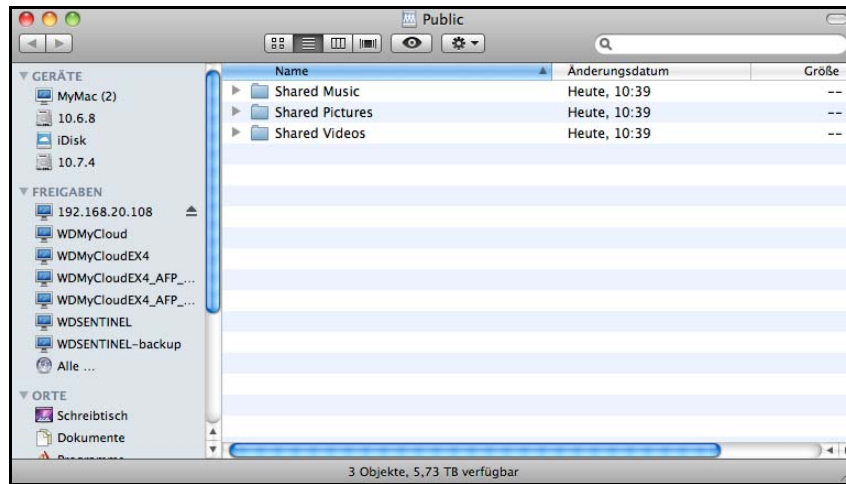 Public
Name Änderungsdatum Größe
Shared Music Heute, 10:39 --
Shared Pictures Heute, 10:39 --
Shared Videos Heute, 10:39 --
GERÄTE
MyMac (2)
10.6.8
iDisk
10.7.4
FREIGABEN
192.168.20.108
WDMyCloud
WDMyCloudEX4
WDMyCloudEX4_AFP_...
WDMyCloudEX4_AFP_...
WDSENTINEL
WDSENTINEL-backup
Alle ...
ORTE
Schreibtisch
Dokumente
3 Objekte, 5,73 TB verfügbar